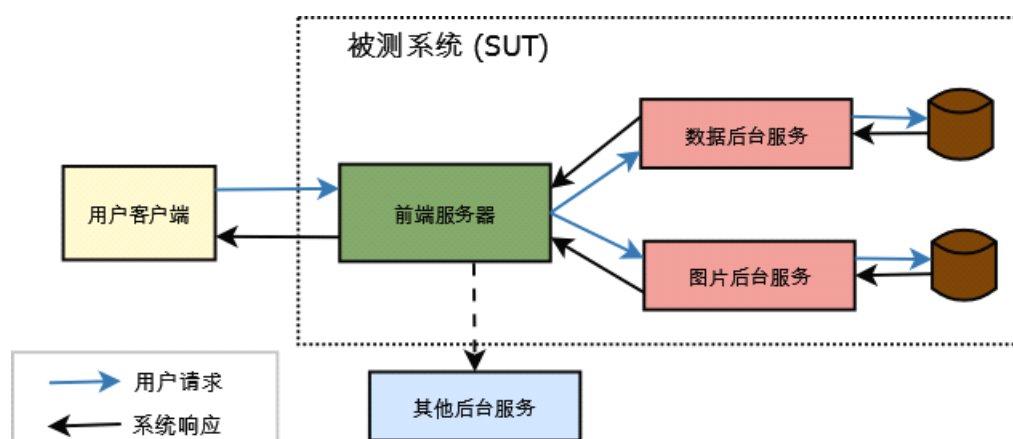 被测系统 (SUT)
数据后台服务
用户客户端
前端服务器
图片后台服务
用户请求
其他后台服务
系统响应